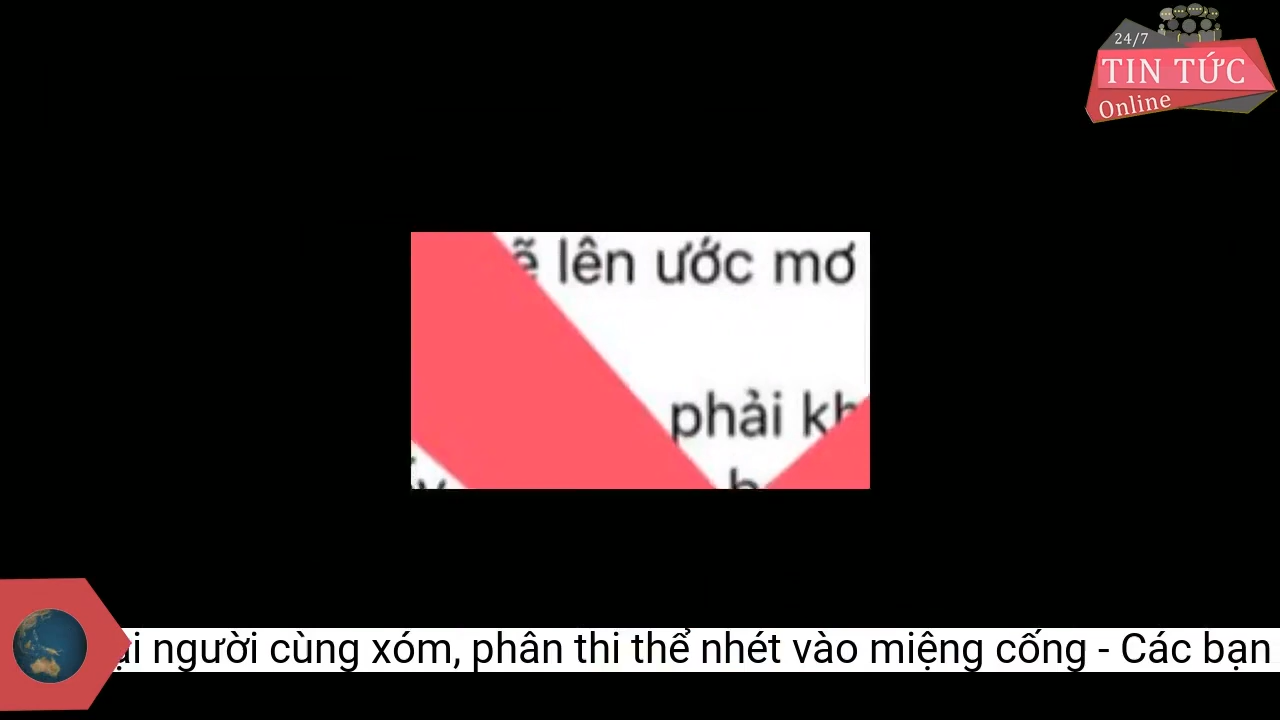 24/7
TIN TỨC
Online
lên ước mơ
phải
người cùng xóm, phân thi thể nhét vào miệng cống - Các bạn